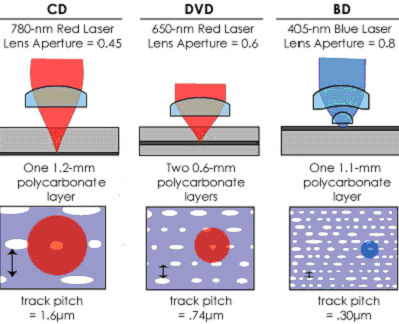 CD
780-nm Red Laser
Lens Aperture = 0.45
One 1.2-mm
polycarbonate
layer
track pitch
= 1.6µm
DVD
650-nm Red Laser
Lens Aperture = 0.6
Two 0.6-mm
polycarbonate
layers
track pitch
= .74µm
BD
405-nm Blue Laser
Lens Aperture = 0.8
One 1.1-mm
polycarbonate
layer
track pitch
= .30µm